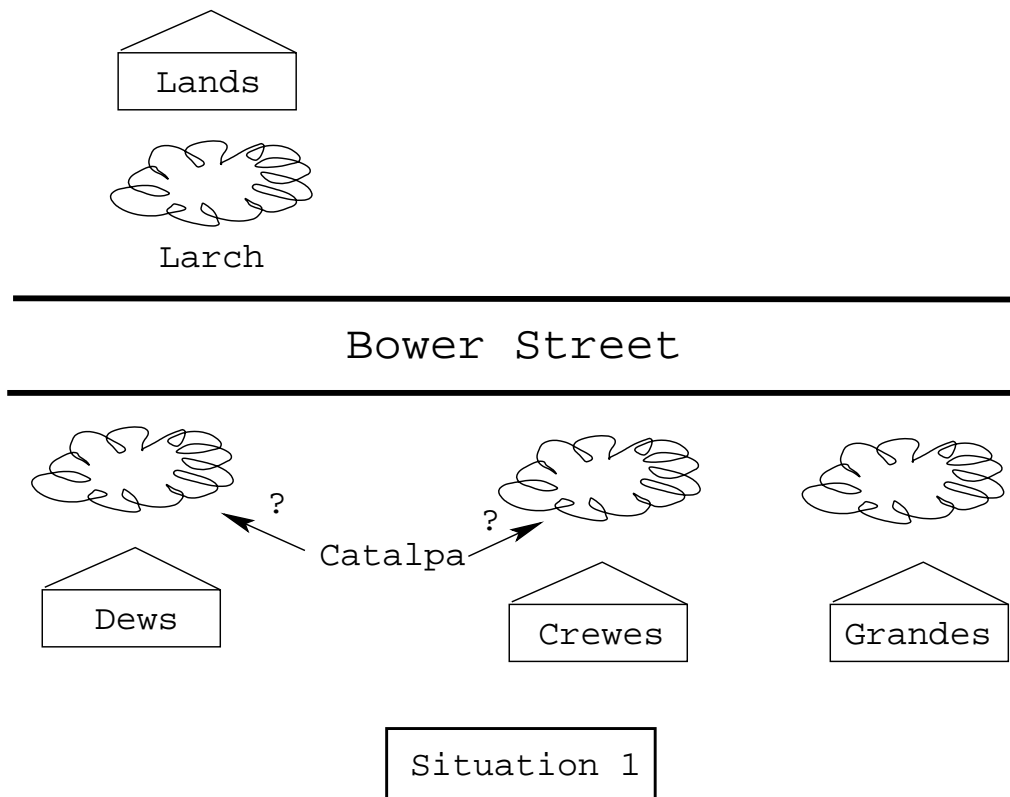 Lands
Larch
Bower Street
? ?
Catalpa
Dews Crewes Grandes
Situation 1